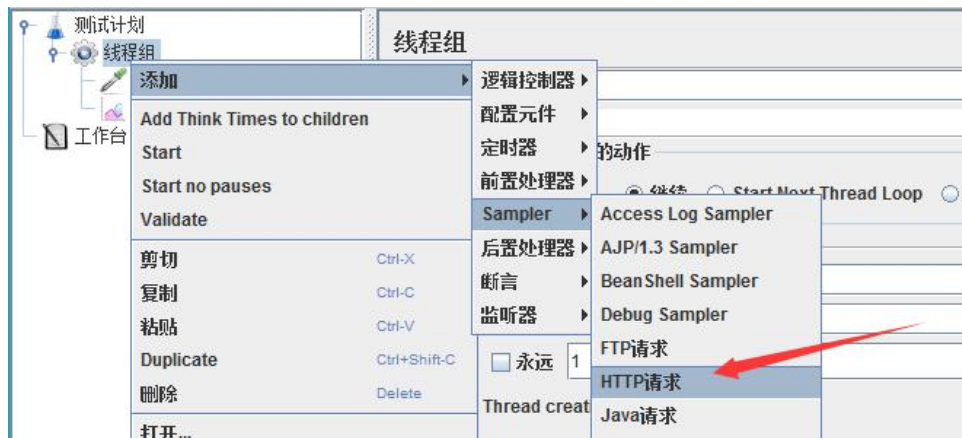 测试计划
线程组
线程组
添加
逻辑控制器
配置元件
Add Think Times to children
工作台
定时器
Start
的动作
前置处理器
Start no pauses
继续
Start Next Thread Loop
Sampler
Access Log Sampler
Validate
后置处理器
AJP/1.3 Sampler
剪切 Ctrl-X
断言
BeanShell Sampler
复制 Ctrl-C
监听器
Debug Sampler
粘贴 Ctrl-V
FTP请求
Duplicate Ctrl+Shift-C
永远 1
HTTP请求
删除 Delete
Thread creat
Java请求
打开...